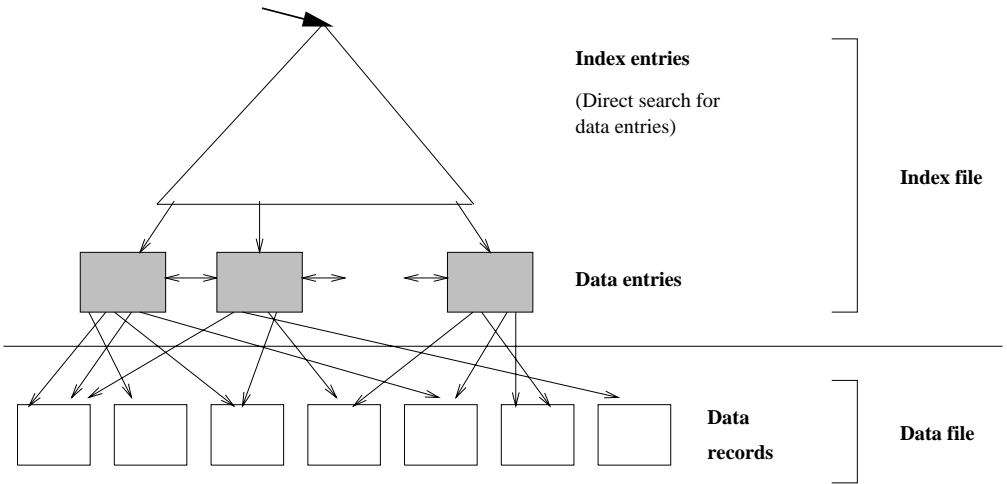 Index entries
(Direct search for
data entries)
Index file
Data entries
Data
records
Data file